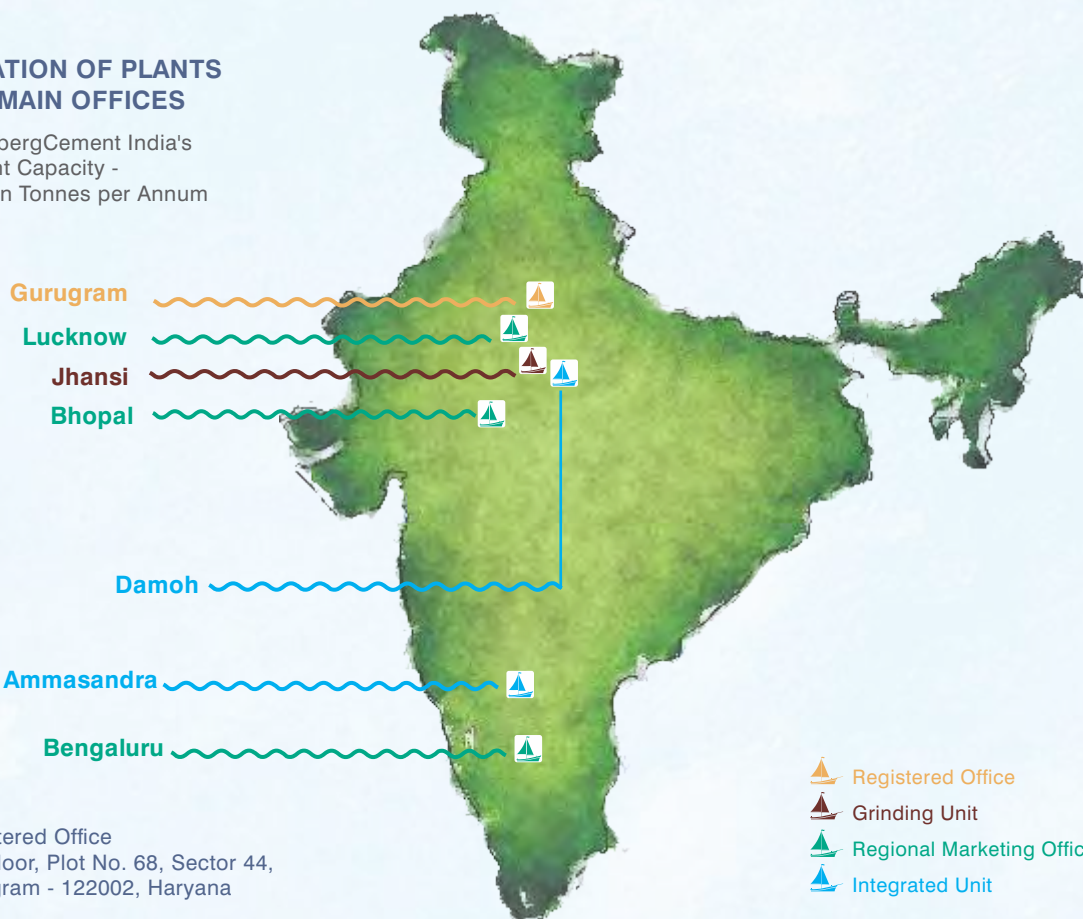 ATION OF PLANTS
MAIN OFFICES
bergCement India's
nt Capacity -
n Tonnes per Annum
Gurugram
Lucknow
Jhansi
Bhopal
Damoh
Ammasandra
Bengaluru
tered Office
loor, Plot No. 68, Sector 44,
gram - 122002, Haryana
Registered Office
Grinding Unit
Regional Marketing Offic
Integrated Unit